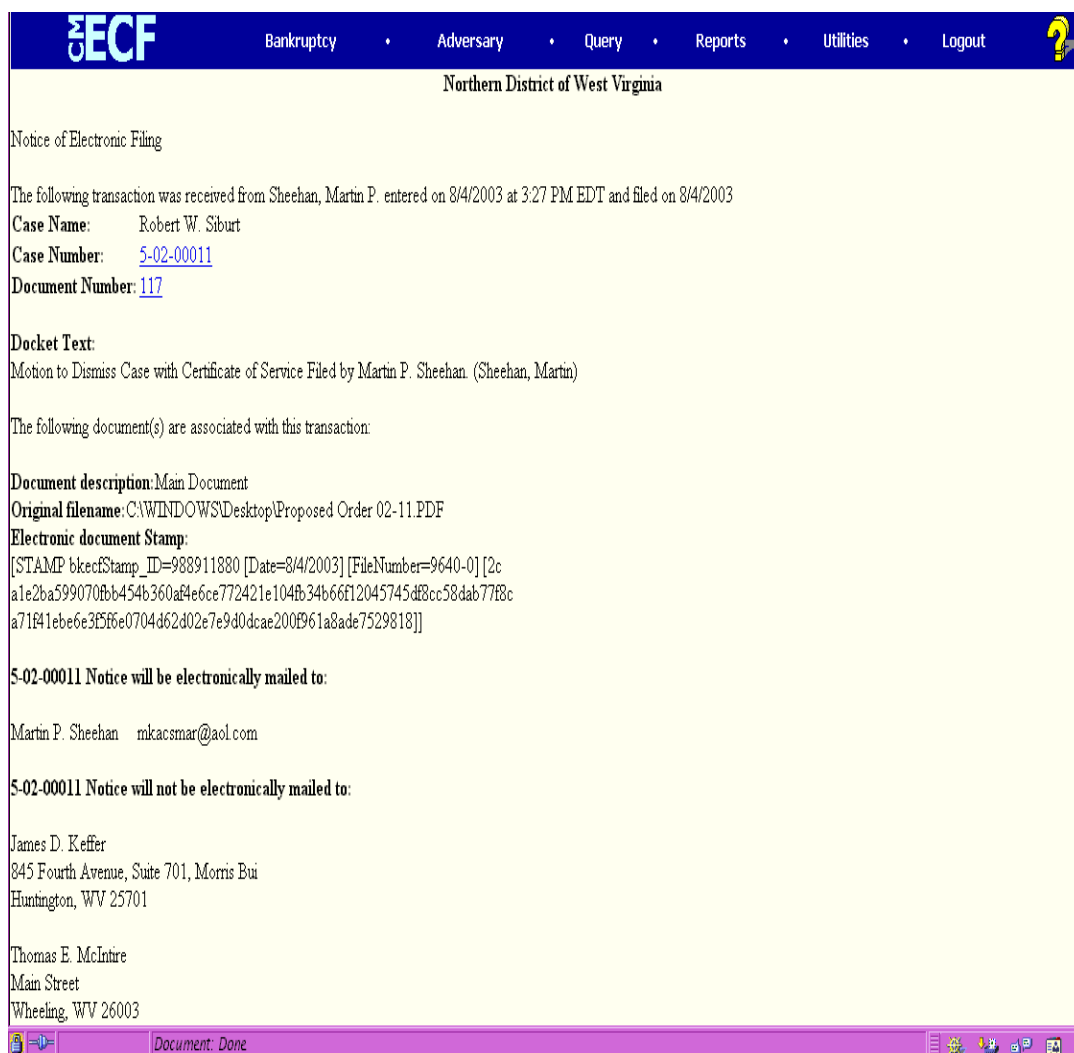 CM ECF Bankruptcy • Adversary • Query • Reports • Utilities • Logout ?
Northern District of West Virginia
Notice of Electronic Filing
The following transaction was received from Sheehan, Martin P. entered on 8/4/2003 at 3:27 PM EDT and filed on 8/4/2003
Case Name: Robert W. Siburt
Case Number: 5-02-00011
Document Number: 117
Docket Text:
Motion to Dismiss Case with Certificate of Service Filed by Martin P. Sheehan. (Sheehan, Martin)
The following document(s) are associated with this transaction:
Document description:Main Document
Original filename:C:\WINDOWS\Desktop\Proposed Order 02-11.PDF
Electronic document Stamp:
[STAMP bkecfStamp_ID=988911880 [Date=8/4/2003] [FileNumber=9640-0] [2c
a1e2ba599070fbb454b360af4e6ce772421e104fb34b66f12045745df8cc58dab77f8c
a71f41ebe6e3f5f6e0704d62d02e7e9d0dcae200f961a8ade7529818]]
5-02-00011 Notice will be electronically mailed to:
Martin P. Sheehan mkacsmar@aol.com
5-02-00011 Notice will not be electronically mailed to:
James D. Keffer
845 Fourth Avenue, Suite 701, Morris Bui
Huntington, WV 25701
Thomas E. McIntire
Main Street
Wheeling, WV 26003
Document: Done